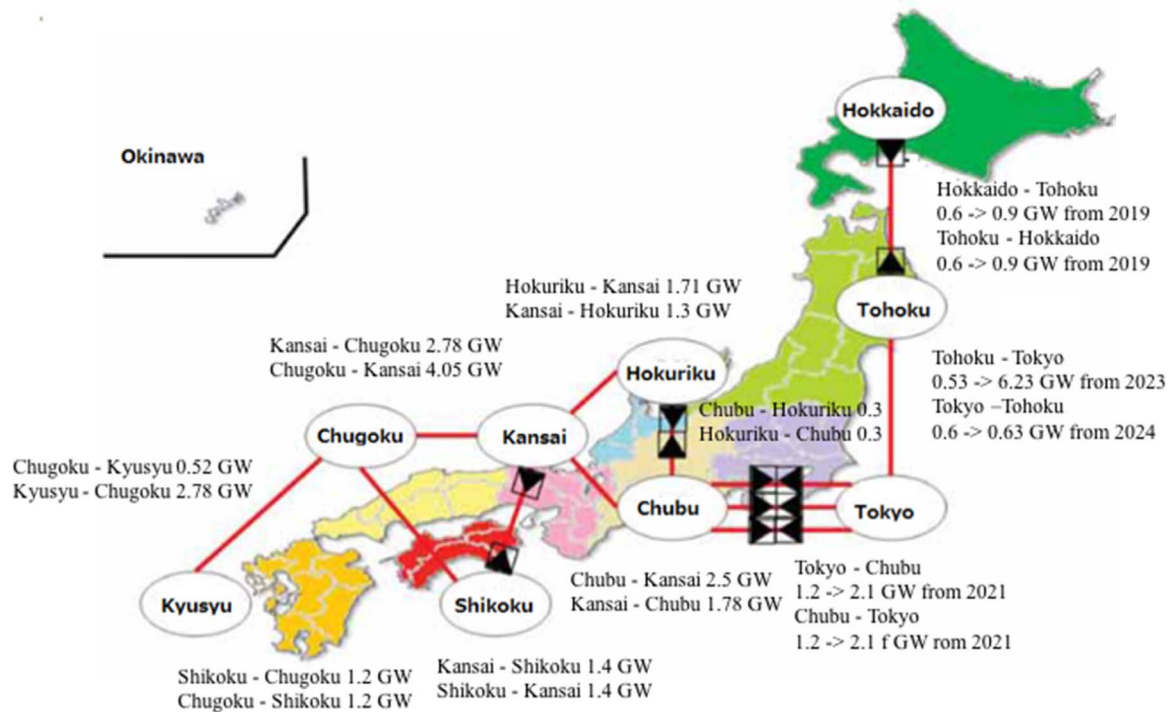 Okinawa
Hokkaido
Hokkaido - Tohoku
0.6 -> 0.9 GW from 2019
Tohoku - Hokkaido
0.6 -> 0.9 GW from 2019
Tohoku
Hokuriku - Kansai 1.71 GW
Kansai - Hokuriku 1.3 GW
Kansai - Chugoku 2.78 GW
Chugoku - Kansai 4.05 GW
Hokuriku
Tohoku - Tokyo
0.53 -> 6.23 GW from 2023
Tokyo –Tohoku
0.6 -> 0.63 GW from 2024
Chubu - Hokuriku 0.3
Hokuriku - Chubu 0.3
Chugoku
Kansai
Chugoku - Kyusyu 0.52 GW
Kyusyu - Chugoku 2.78 GW
Chubu
Tokyo
Kyusyu
Shikoku
Chubu - Kansai 2.5 GW
Kansai - Chubu 1.78 GW
Tokyo - Chubu
1.2 -> 2.1 GW from 2021
Chubu - Tokyo
1.2 -> 2.1 f GW rom 2021
Shikoku - Chugoku 1.2 GW
Chugoku - Shikoku 1.2 GW
Kansai - Shikoku 1.4 GW
Shikoku - Kansai 1.4 GW